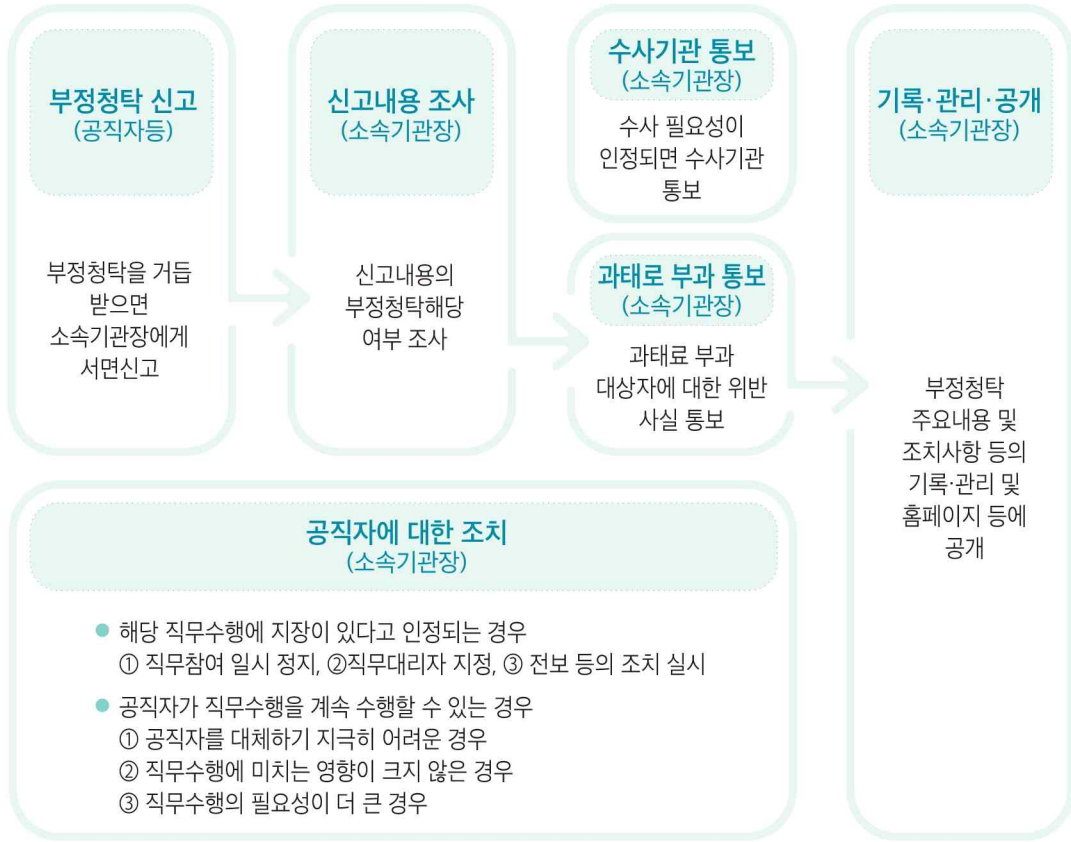 부정청탁 신고
(공직자등)
부정청탁을 거듭
받으면
소속기관장에게
서면신고
신고내용 조사
(소속기관장)
신고내용의
부정청탁해당
여부 조사
수사기관 통보
(소속기관장)
수사 필요성이
인정되면 수사기관
통보
과태로 부과 통보
(소속기관장)
과태료 부과
대상자에 대한 위반
사실 통보
기록·관리·공개
(소속기관장)
부정청탁
주요내용 및
조치사항 등의
기록·관리 및
홈페이지 등에
공개
공직자에 대한 조치
(소속기관장)
● 해당 직무수행에 지장이 있다고 인정되는 경우
① 직무참여 일시 정지, ②직무대리자 지정, ③ 전보 등의 조치 실시
● 공직자가 직무수행을 계속 수행할 수 있는 경우
① 공직자를 대체하기 지극히 어려운 경우
② 직무수행에 미치는 영향이 크지 않은 경우
③ 직무수행의 필요성이 더 큰 경우